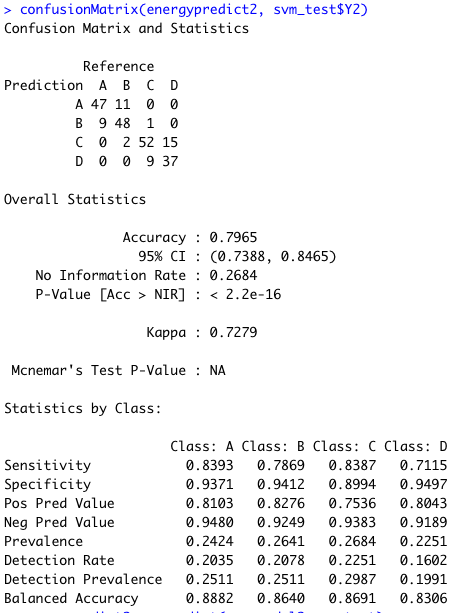 > confusionMatrix(energypredict2, svm_test$Y2)
Confusion Matrix and Statistics
Reference
Prediction A B C D
A 47 11 0 0
B 9 48 1 0
C 0 2 52 15
D 0 0 9 37
Overall Statistics
Accuracy : 0.7965
95% CI : (0.7388, 0.8465)
No Information Rate : 0.2684
P-Value [Acc > NIR] : < 2.2e-16
Kappa : 0.7279
Mcnemar's Test P-Value : NA
Statistics by Class:
Class: A Class: B Class: C Class: D
Sensitivity 0.8393 0.7869 0.8387 0.7115
Specificity 0.9371 0.9412 0.8994 0.9497
Pos Pred Value 0.8103 0.8276 0.7536 0.8043
Neg Pred Value 0.9480 0.9249 0.9383 0.9189
Prevalence 0.2424 0.2641 0.2684 0.2251
Detection Rate 0.2035 0.2078 0.2251 0.1602
Detection Prevalence 0.2511 0.2511 0.2987 0.1991
Balanced Accuracy 0.8882 0.8640 0.8691 0.8306